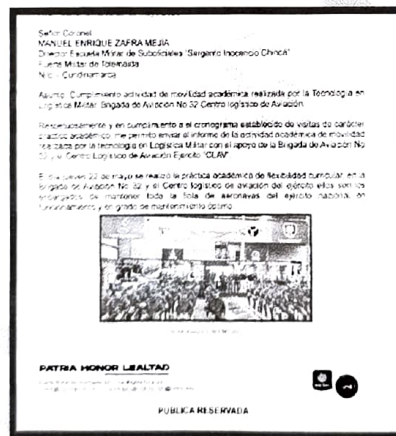 Señor Coronel
MANUEL ENRIQUE ZAFRA MEJIA
Director Escuela Militar de Suboficiales "Sargento Inocencio Chincá"
Fuerte Militar de Tolemaida
Nilo - Cundinamarca
Asunto: Cumplimiento actividad de movilidad académica realizada por la Tecnología en
Logística Militar Brigada de Aviación No 32 Centro logístico de Aviación.
Respetuosamente y en cumplimiento a el cronograma establecido de visitas de carácter
práctico académico, me permito enviar el informe de la actividad académica de movilidad
realizada por la tecnología en Logística Militar con el apoyo de la Brigada de Aviación No
32 y el Centro Logístico de Aviación Ejército "CLAV".
El día jueves 22 de mayo se realizó la práctica académico de flexibilidad curricular en la
Brigada de Aviación No 32 y el Centro logístico de aviación del ejército ellos son los
encargados de mantener toda la flota de aeronaves del ejército nacional, en
funcionamiento y en grado de mantenimiento óptimo
PATRIA HONOR LEALTAD
PÚBLICA RESERVADA